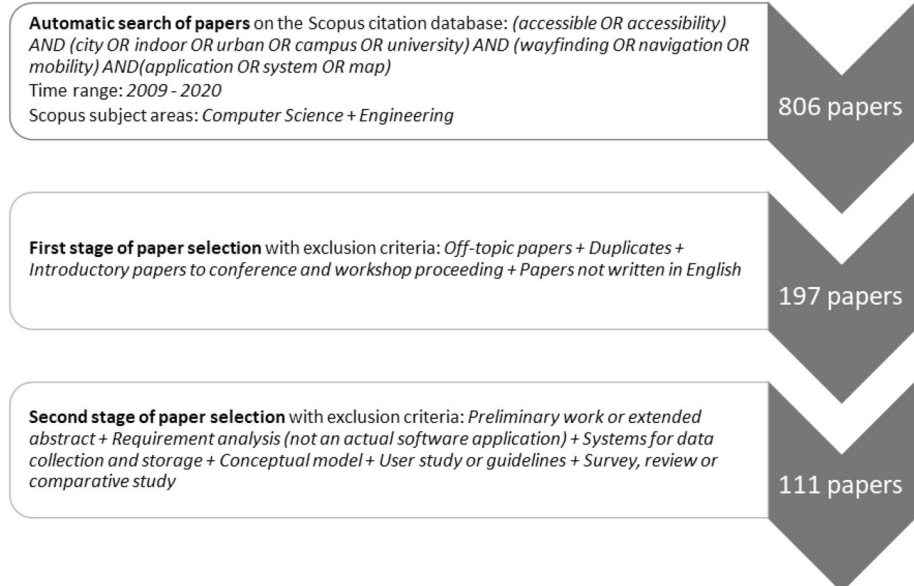 Automatic search of papers on the Scopus citation database: (accessible OR accessibility)
AND (city OR indoor OR urban OR campus OR university) AND (wayfinding OR navigation OR
mobility) AND(application OR system OR map)
Time range: 2009 - 2020
Scopus subject areas: Computer Science + Engineering
806 papers
First stage of paper selection with exclusion criteria: Off-topic papers + Duplicates +
Introductory papers to conference and workshop proceeding + Papers not written in English
197 papers
Second stage of paper selection with exclusion criteria: Preliminary work or extended
abstract + Requirement analysis (not an actual software application) + Systems for data
collection and storage + Conceptual model + User study or guidelines + Survey, review or
comparative study
111 papers